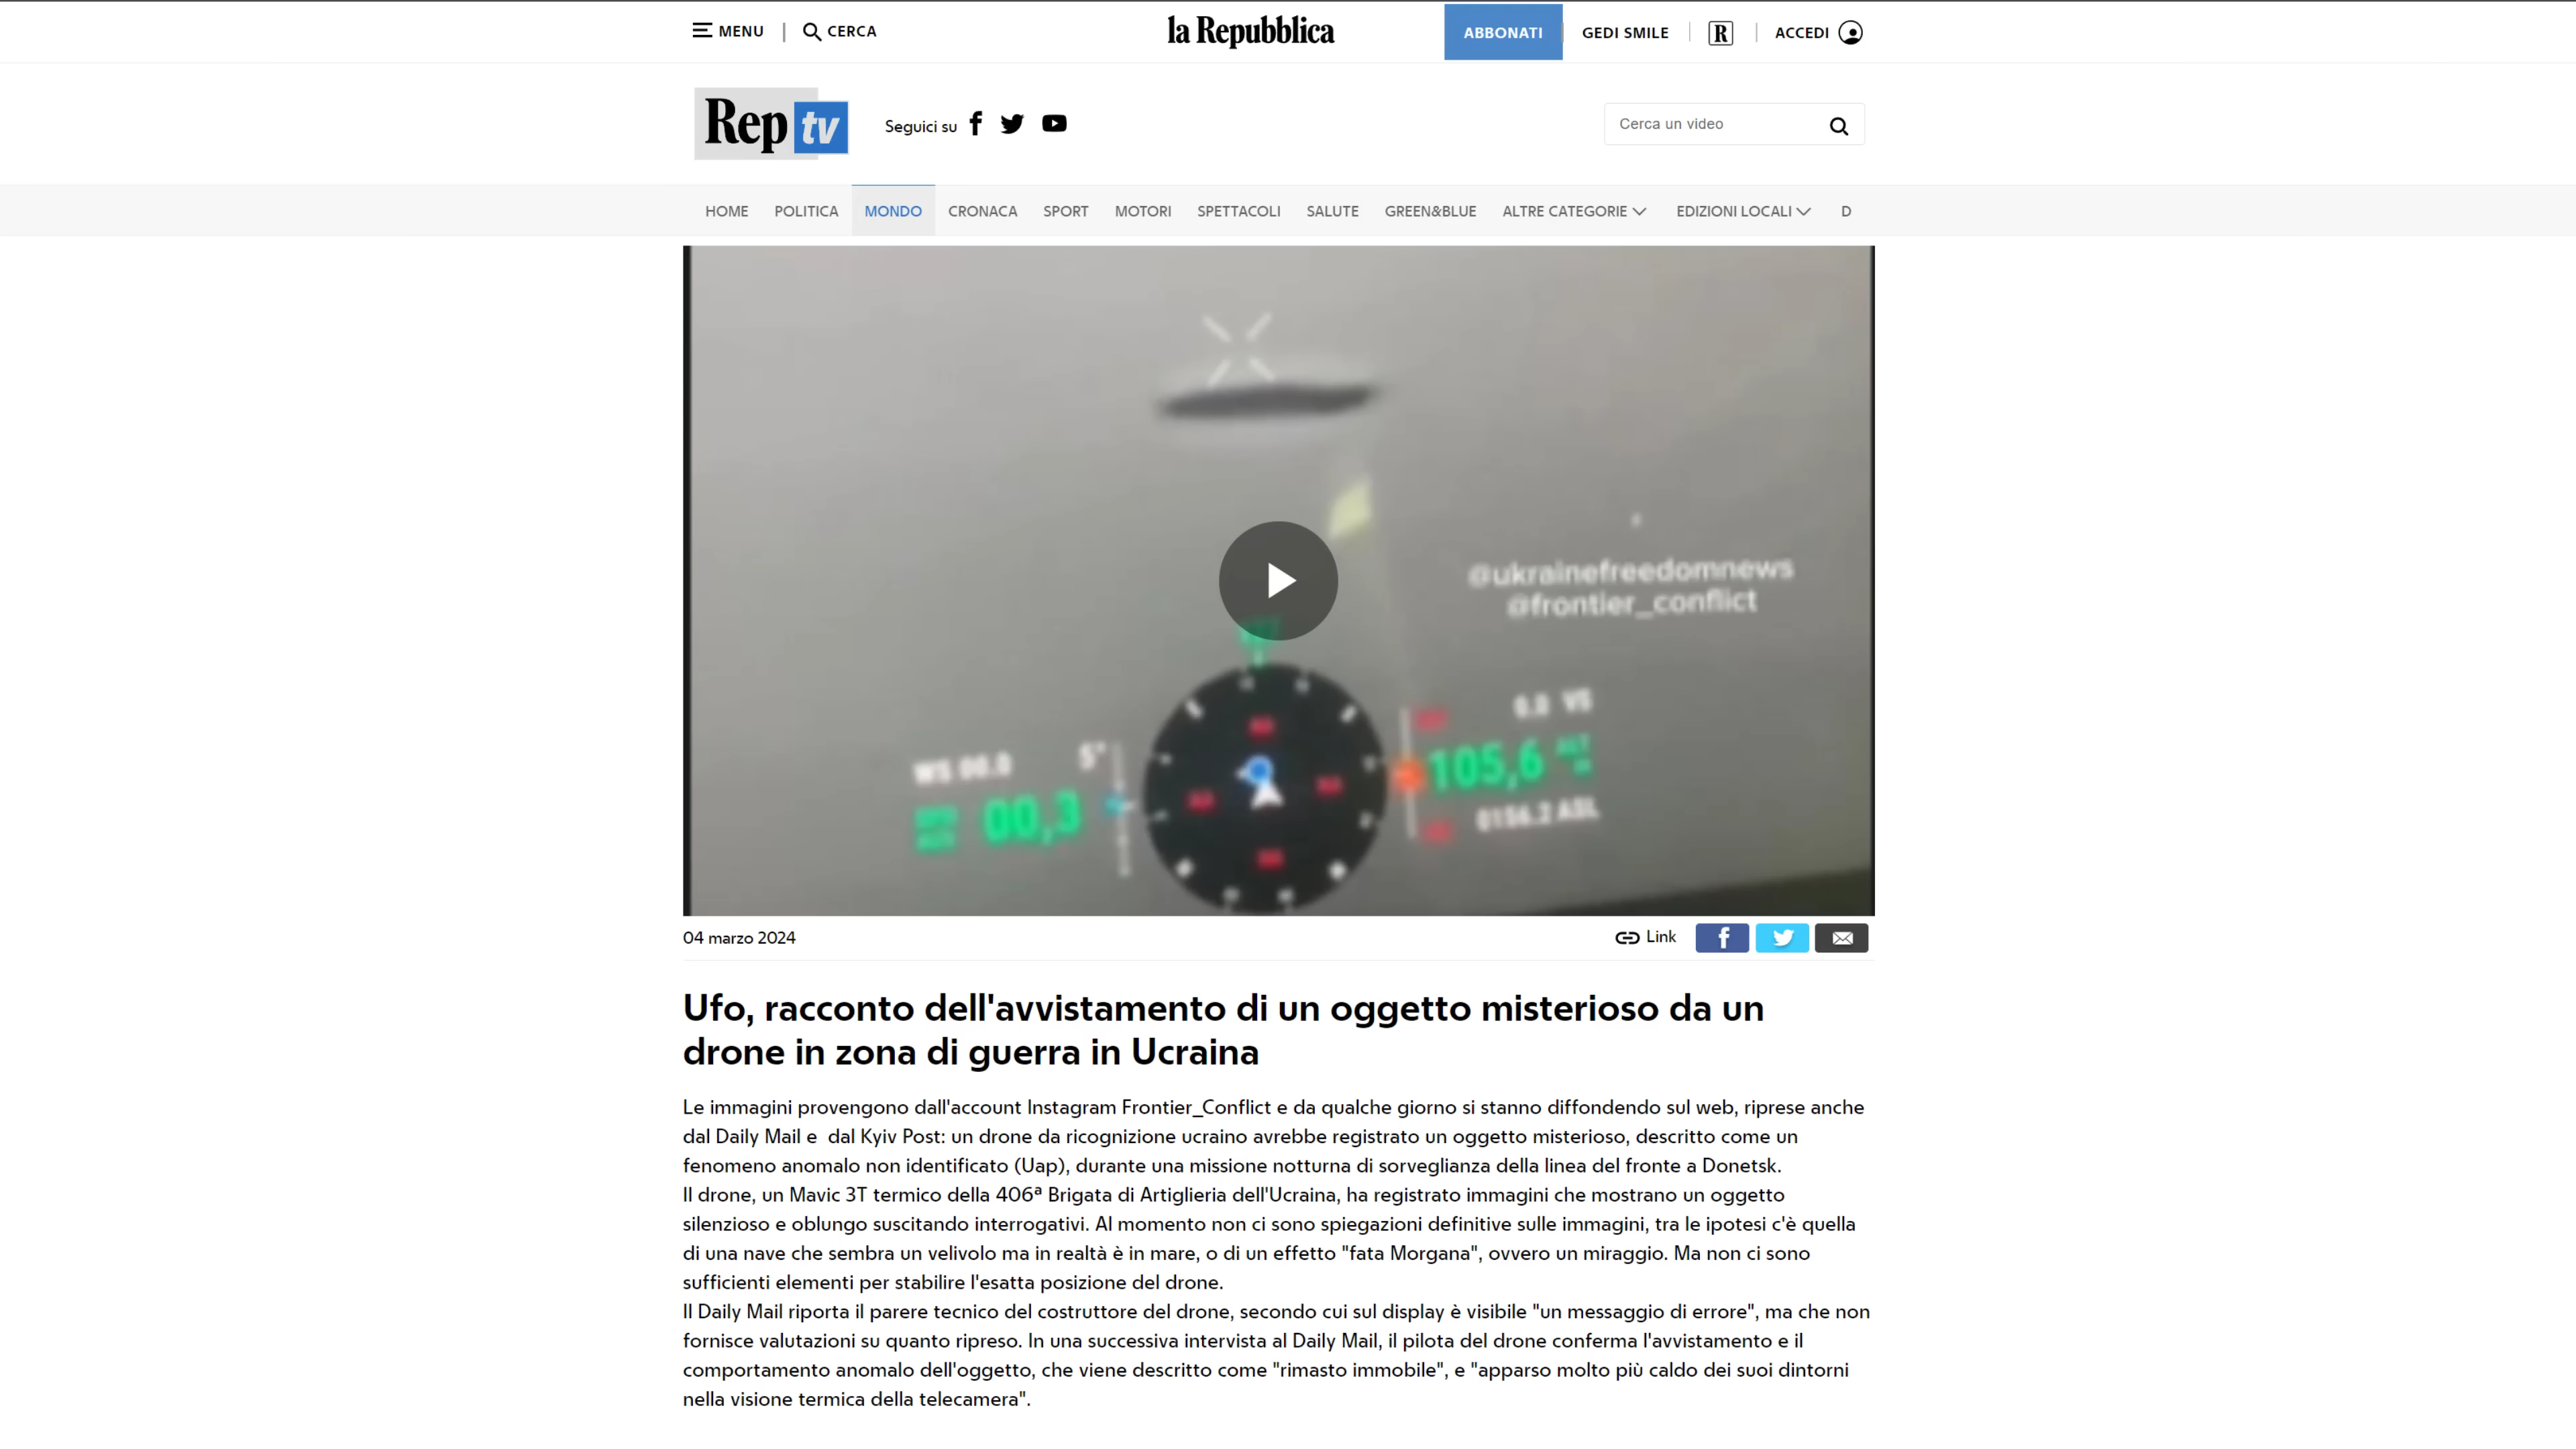 MENU | CERCA
la Repubblica
ABBONATI
GEDI SMILE
R
ACCEDI
Rep tv
Seguici su
Cerca un video
HOME POLITICA MONDO CRONACA SPORT MOTORI SPETTACOLI SALUTE GREEN&BLUE ALTRE CATEGORIE EDIZIONI LOCALI D
@ukrainefreedomnews
@frontier_conflict
0.0 VS
WS 00.0 5°
105,6 ALT
00,3
0156.2 ASL
04 marzo 2024
Link
Ufo, racconto dell'avvistamento di un oggetto misterioso da un
drone in zona di guerra in Ucraina
Le immagini provengono dall'account Instagram Frontier_Conflict e da qualche giorno si stanno diffondendo sul web, riprese anche
dal Daily Mail e dal Kyiv Post: un drone da ricognizione ucraino avrebbe registrato un oggetto misterioso, descritto come un
fenomeno anomalo non identificato (Uap), durante una missione notturna di sorveglianza della linea del fronte a Donetsk.
Il drone, un Mavic 3T termico della 406ª Brigata di Artiglieria dell'Ucraina, ha registrato immagini che mostrano un oggetto
silenzioso e oblungo suscitando interrogativi. Al momento non ci sono spiegazioni definitive sulle immagini, tra le ipotesi c'è quella
di una nave che sembra un velivolo ma in realtà è in mare, o di un effetto "fata Morgana", ovvero un miraggio. Ma non ci sono
sufficienti elementi per stabilire l'esatta posizione del drone.
Il Daily Mail riporta il parere tecnico del costruttore del drone, secondo cui sul display è visibile "un messaggio di errore", ma che non
fornisce valutazioni su quanto ripreso. In una successiva intervista al Daily Mail, il pilota del drone conferma l'avvistamento e il
comportamento anomalo dell'oggetto, che viene descritto come "rimasto immobile", e "apparso molto più caldo dei suoi dintorni
nella visione termica della telecamera".